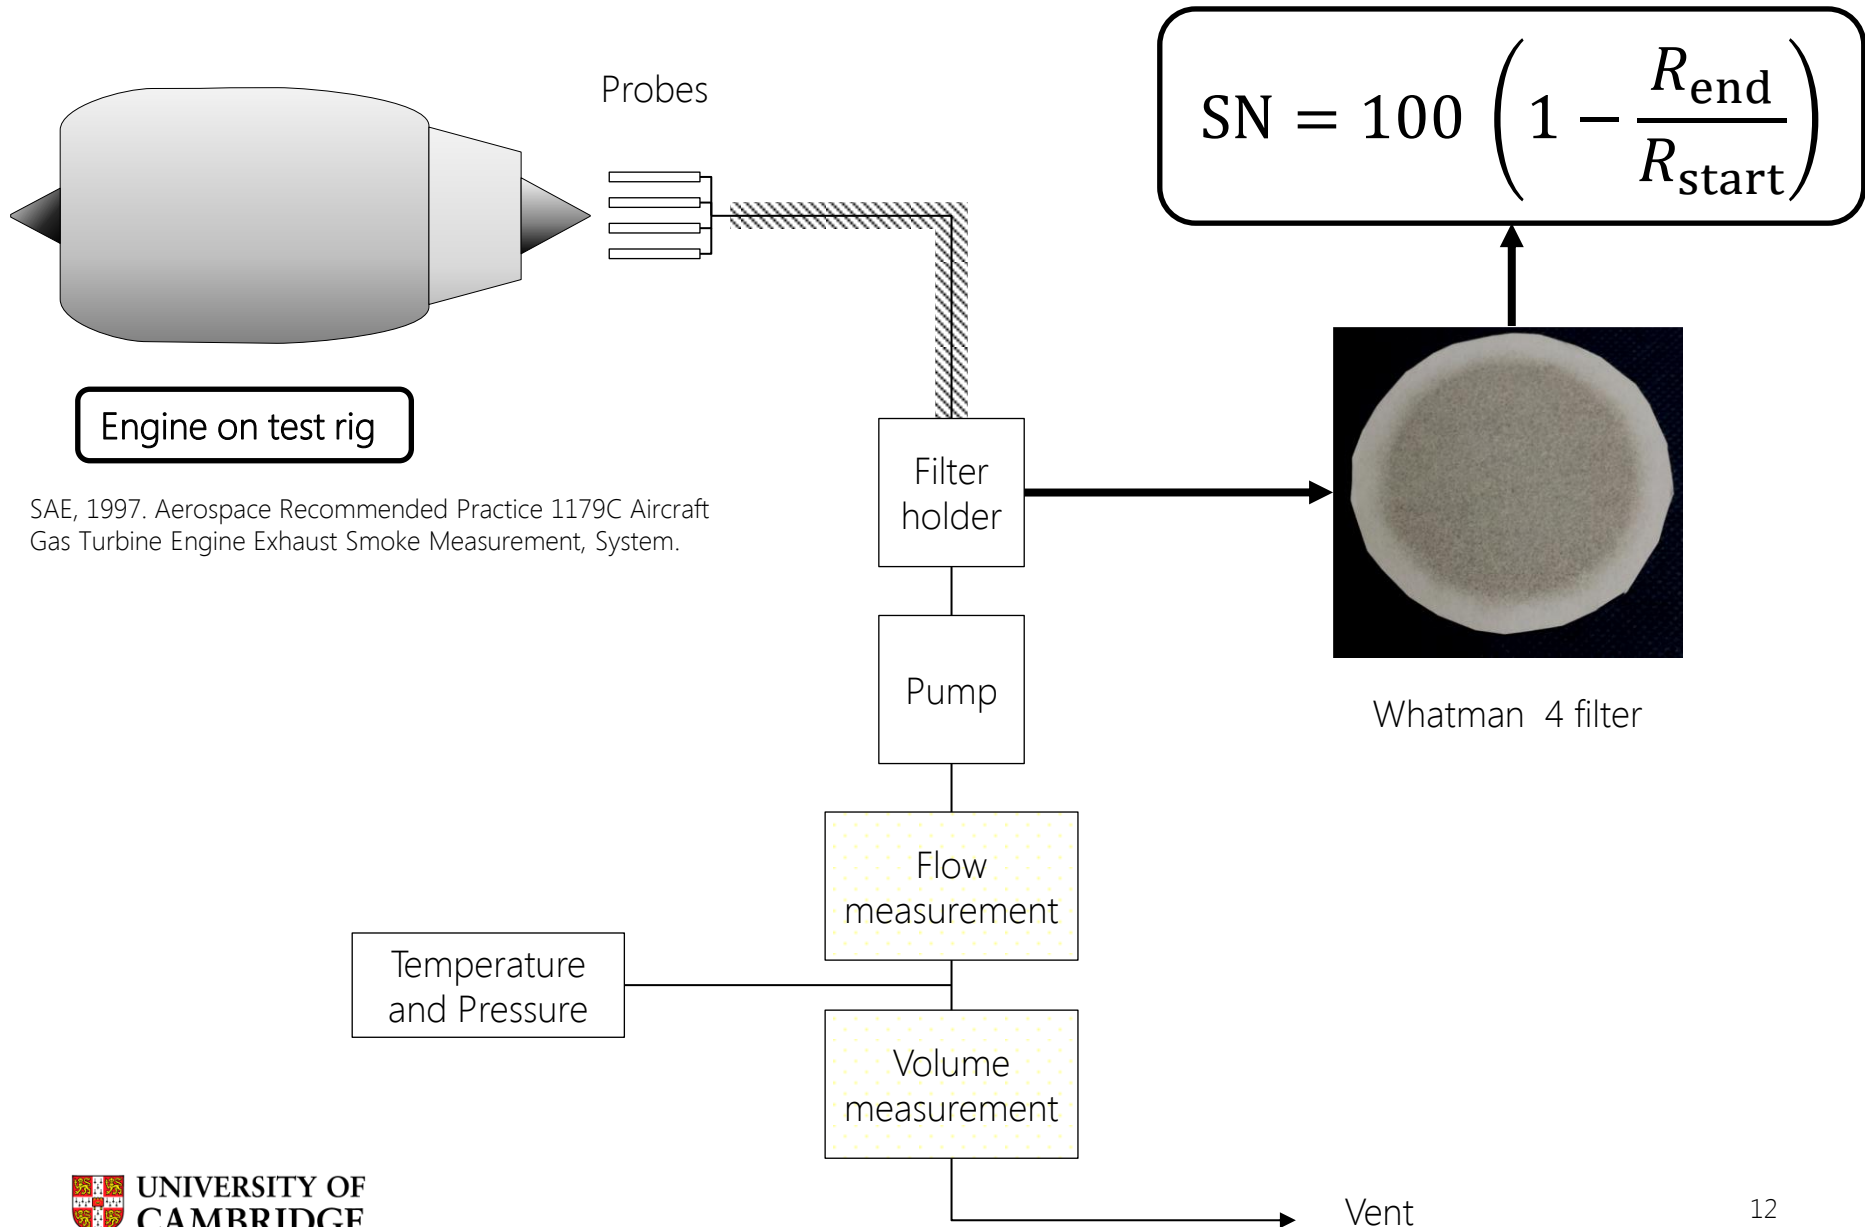 Probes
SN = 100 (1 − R_end / R_start)
Engine on test rig
SAE, 1997. Aerospace Recommended Practice 1179C Aircraft
Gas Turbine Engine Exhaust Smoke Measurement, System.
Filter
holder
Whatman 4 filter
Pump
Flow
measurement
Temperature
and Pressure
Volume
measurement
Vent
UNIVERSITY OF
CAMBRIDGE
12